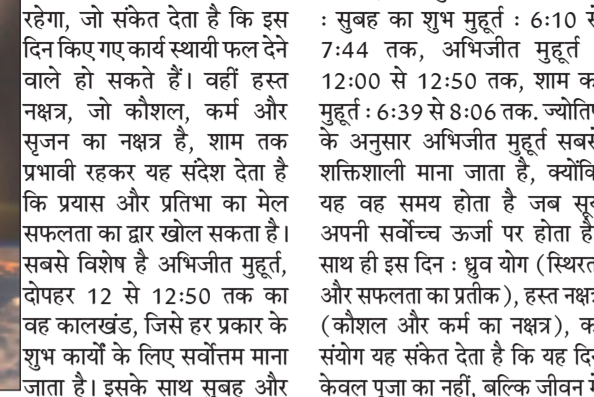 रहेगा, जो संकेत देता है कि इस
दिन किए गए कार्य स्थायी फल देने
वाले हो सकते हैं। वहीं हस्त
नक्षत्र, जो कौशल, कर्म और
सृजन का नक्षत्र है, शाम तक
प्रभावी रहकर यह संदेश देता है
कि प्रयास और प्रतिभा का मेल
सफलता का द्वार खोल सकता है।
सबसे विशेष है अभिजीत मुहूर्त,
दोपहर 12 से 12:50 तक का
वह कालखंड, जिसे हर प्रकार के
शुभ कार्यों के लिए सर्वोत्तम माना
जाता है। इसके साथ सुबह और
: सुबह का शुभ मुहूर्त : 6:10
7:44 तक, अभिजीत मुहूर्त
12:00 से 12:50 तक, शाम
मुहूर्त : 6:39 से 8:06 तक.
के अनुसार अभिजीत मुहूर्त
शक्तिशाली माना जाता है,
यह वह समय होता है जब
अपनी सर्वोच्च ऊर्जा पर होता है
साथ ही इस दिन : ध्रुव योग
और सफलता का प्रतीक), हस्त
(कौशल और कर्म का नक्षत्र),
संयोग यह संकेत देता है कि यह
केवल पूजा का नहीं, बल्कि जीवन